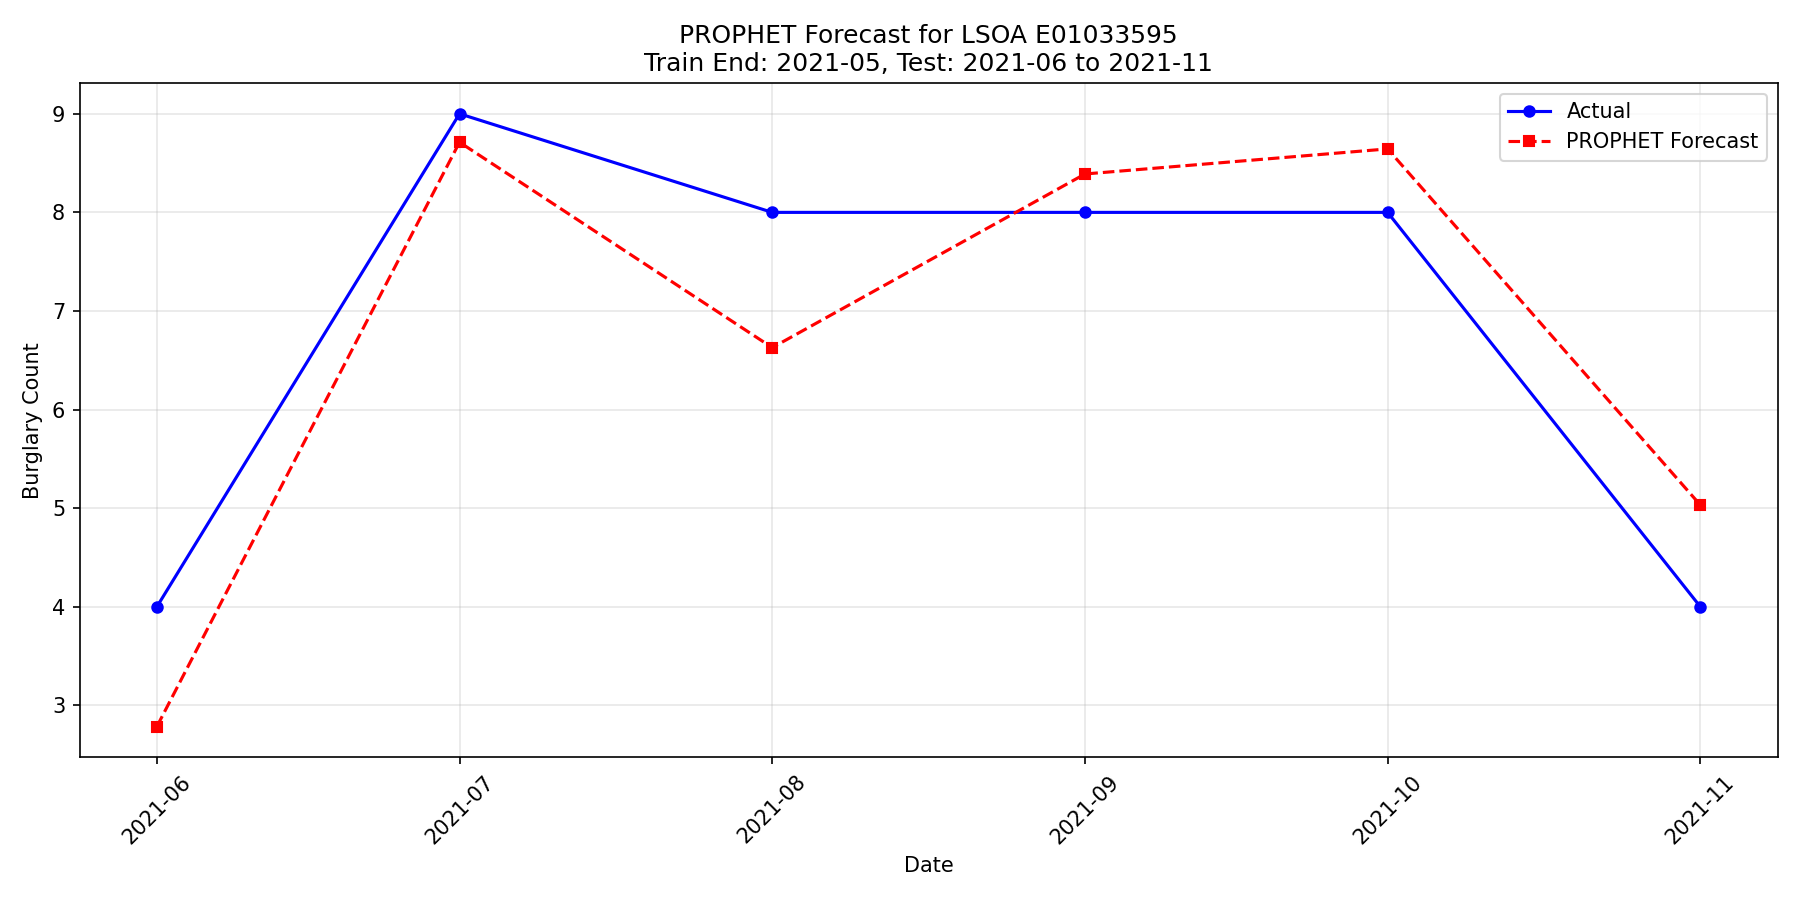 PROPHET Forecast for LSOA E01033595
Train End: 2021-05, Test: 2021-06 to 2021-11
Actual
PROPHET Forecast
Burglary Count
9
8
7
6
5
4
3
2021-06
2021-07
2021-08
2021-09
2021-10
2021-11
Date